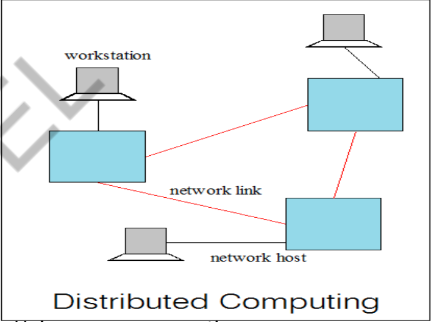 workstation
network link
network host
Distributed Computing